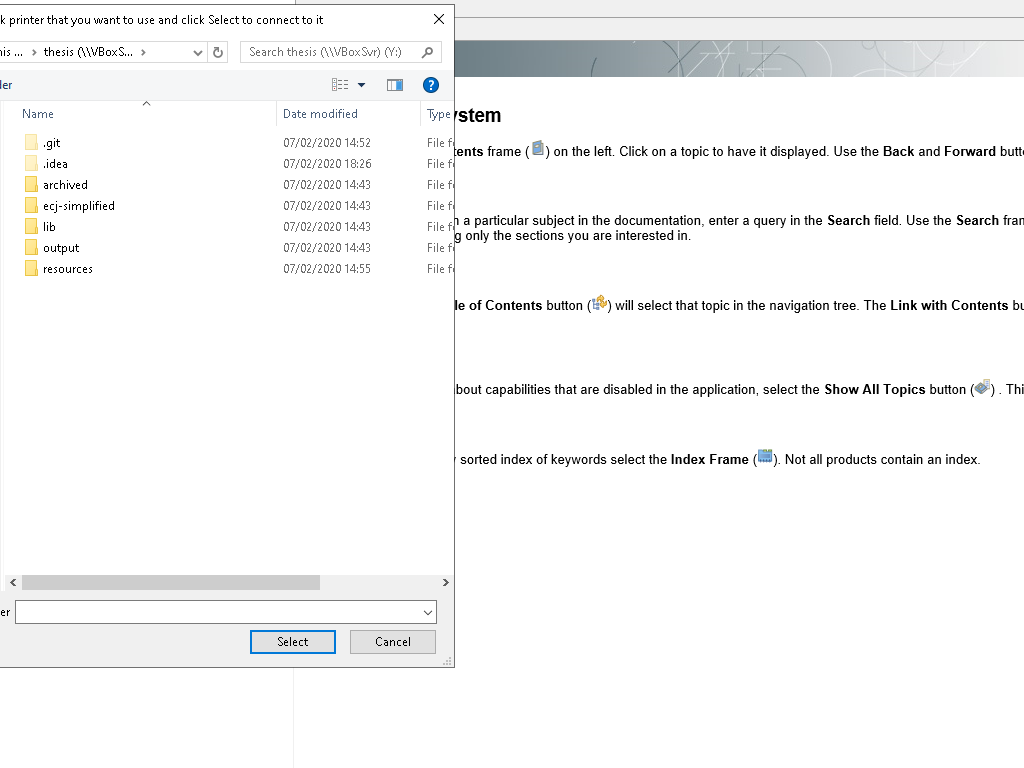 k printer that you want to use and click Select to connect to it
his ... > thesis (\\VBoxS... >
Search thesis (\\VBoxSvr) (Y:)
der
Name Date modified Type
.git 07/02/2020 14:52 File fo
.idea 07/02/2020 18:26 File fo
archived 07/02/2020 14:43 File fo
ecj-simplified 07/02/2020 14:43 File fo
lib 07/02/2020 14:43 File fo
output 07/02/2020 14:43 File fo
resources 07/02/2020 14:55 File fo
er
Select Cancel
ystem
tents frame ( ) on the left. Click on a topic to have it displayed. Use the Back and Forward butto
n a particular subject in the documentation, enter a query in the Search field. Use the Search fran
g only the sections you are interested in.
le of Contents button ( ) will select that topic in the navigation tree. The Link with Contents bu
bout capabilities that are disabled in the application, select the Show All Topics button ( ) . Thi
y sorted index of keywords select the Index Frame ( ). Not all products contain an index.